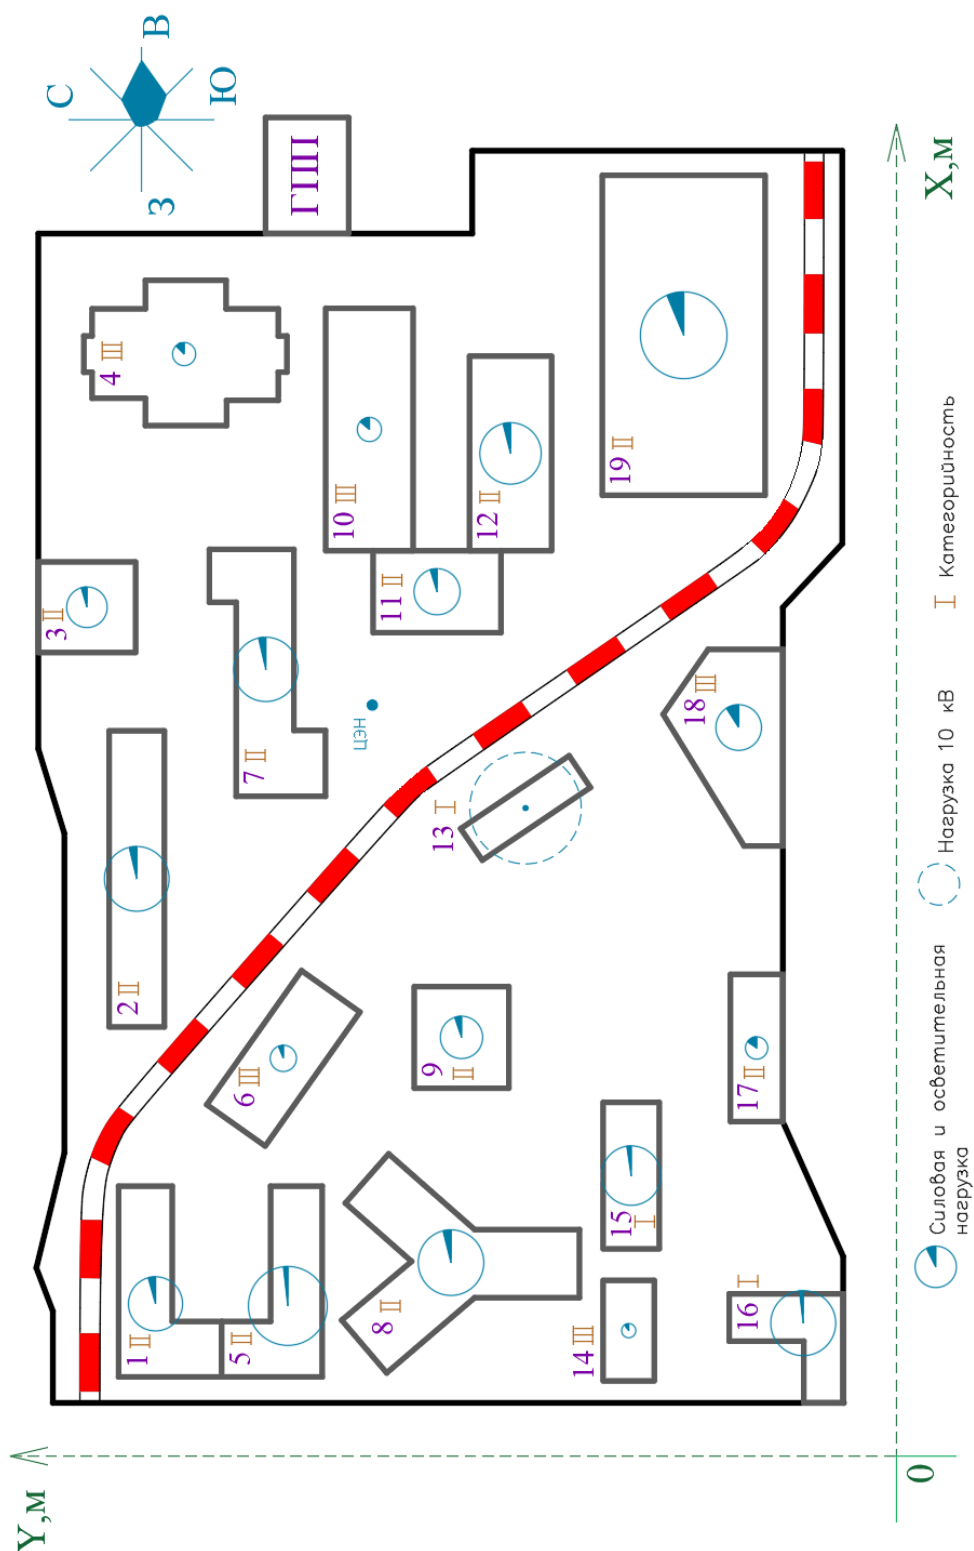 Y,м
С
В
З
Ю
3 II
4 III
2 II
1 II
5 II
6 III
7 II
ГПП
10 III
ЦЭН
8 II
11 II
9
II
13 I
12 II
14 III
15
I
19 II
18 III
16 I
17 II
0
X,м
Силовая и осветительная
нагрузка
Нагрузка 10 кВ
I Категорийность